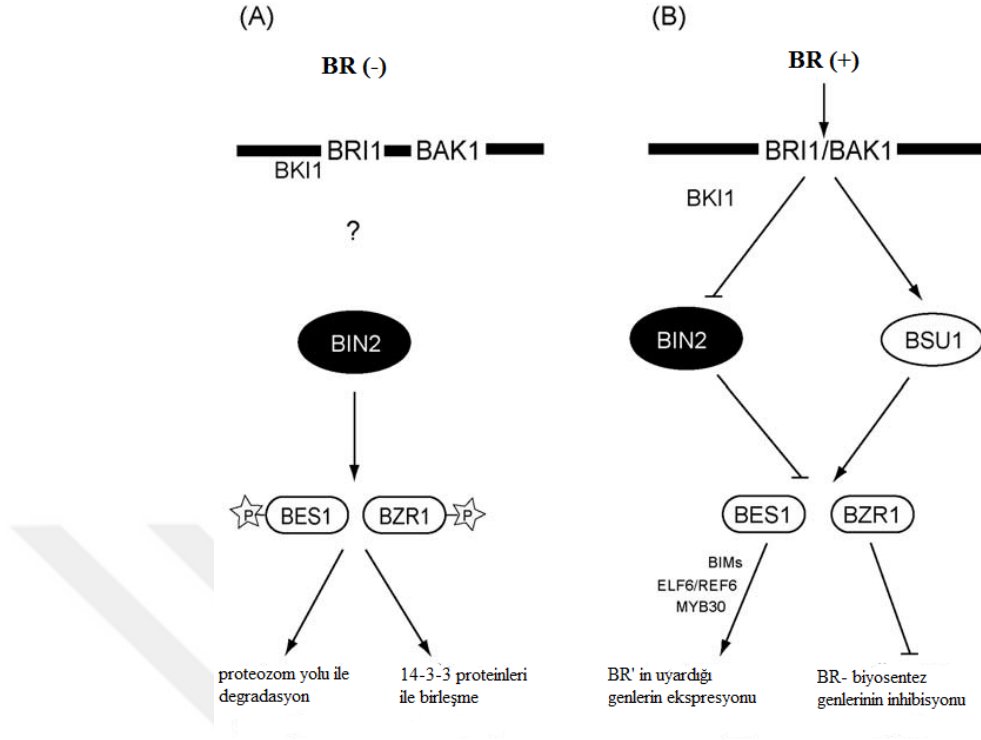 (A)
BR (-)
BRI1 BAK1
BKI1
?
BIN2
P BES1 BZR1 P
proteozom yolu ile
degradasyon
14-3-3 proteinleri
ile birleşme
(B)
BR (+)
BRI1/BAK1
BKI1
BIN2
BSU1
BES1 BZR1
BIMs
ELF6/REF6
MYB30
BR' in uyardığı
genlerin ekspresyonu
BR- biyosentez
genlerinin inhibisyonu